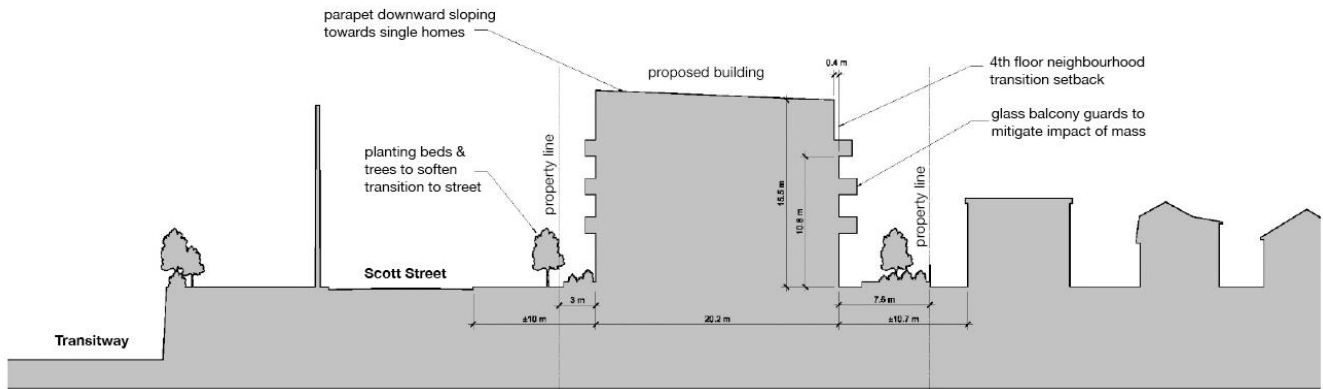 parapet downward sloping
towards single homes
proposed building
0.4 m
4th floor neighbourhood
transition setback
glass balcony guards to
mitigate impact of mass
planting beds &
trees to soften
transition to street
property line
15.5 m
10.8 m
property line
Scott Street
3 m
7.5 m
±10 m
20.2 m
±10.7 m
Transitway